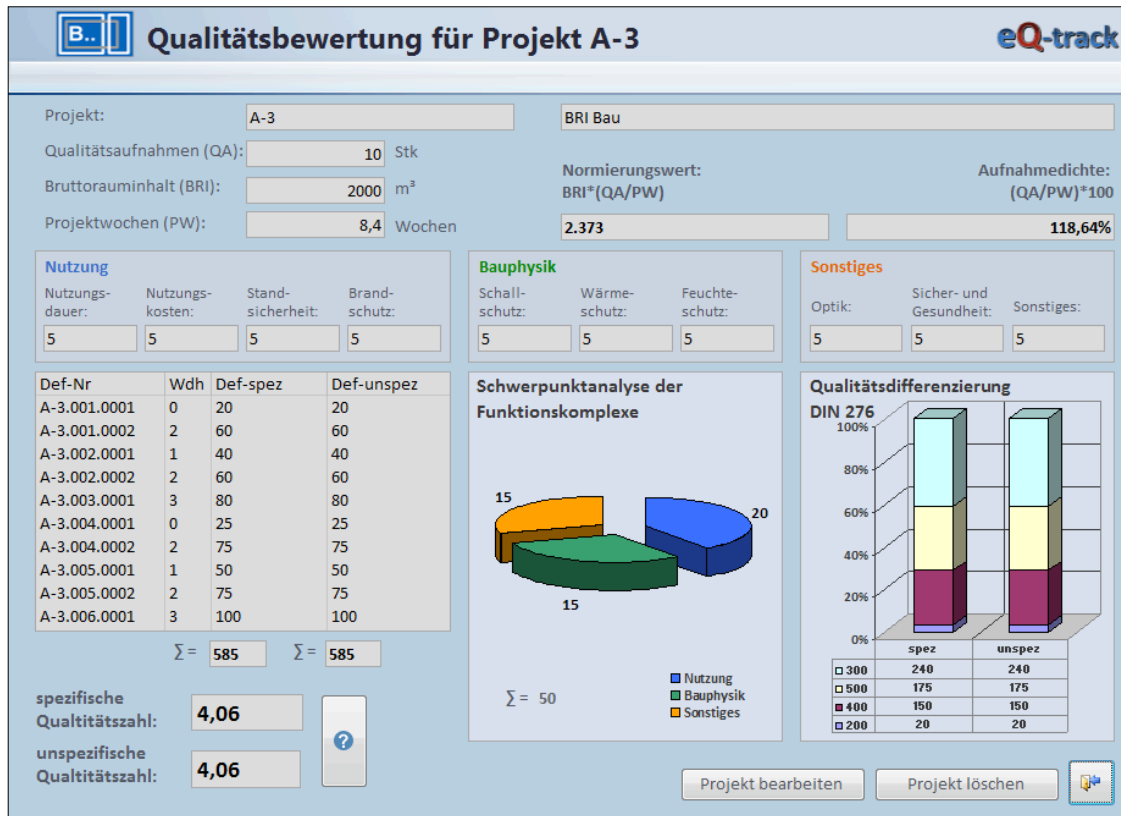 B..
Qualitätsbewertung für Projekt A-3
eQ-track
Projekt: A-3 BRI Bau
Qualitätsaufnahmen (QA): 10 Stk
Bruttorauminhalt (BRI): 2000 m³
Projektwochen (PW): 8,4 Wochen
Normierungswert:
BRI*(QA/PW)
2.373
Aufnahmedichte:
(QA/PW)*100
118,64%
Nutzung
Nutzungs-
dauer:
5
Nutzungs-
kosten:
5
Stand-
sicherheit:
5
Brand-
schutz:
5
Bauphysik
Schall-
schutz:
5
Wärme-
schutz:
5
Feuchte-
schutz:
5
Sonstiges
Optik:
5
Sicher- und
Gesundheit:
5
Sonstiges:
5
Def-Nr Wdh Def-spez Def-unspez
A-3.001.0001 0 20 20
A-3.001.0002 2 60 60
A-3.002.0001 1 40 40
A-3.002.0002 2 60 60
A-3.003.0001 3 80 80
A-3.004.0001 0 25 25
A-3.004.0002 2 75 75
A-3.005.0001 1 50 50
A-3.005.0002 2 75 75
A-3.006.0001 3 100 100
∑ = 585 ∑ = 585
spezifische
Qualtitätszahl:
4,06
unspezifische
Qualtitätszahl:
4,06
?
Schwerpunktanalyse der
Funktionskomplexe
15
20
15
∑ = 50
Nutzung
Bauphysik
Sonstiges
Qualitätsdifferenzierung
DIN 276
100%
80%
60%
40%
20%
0%
spez unspez
300 240 240
500 175 175
400 150 150
200 20 20
Projekt bearbeiten
Projekt löschen